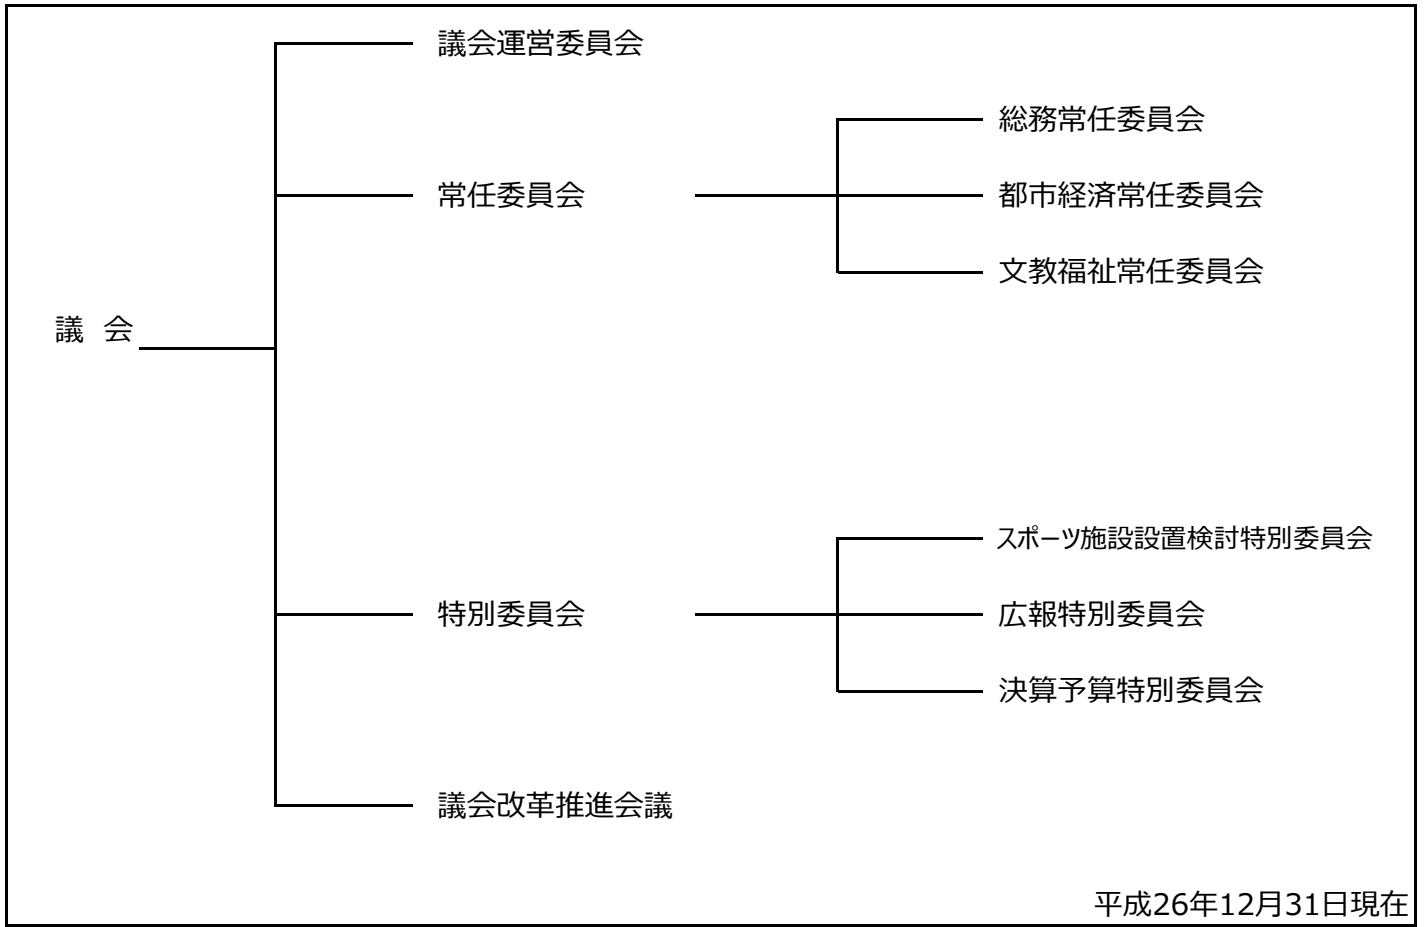 議会運営委員会
総務常任委員会
常任委員会
都市経済常任委員会
文教福祉常任委員会
議 会
スポーツ施設設置検討特別委員会
特別委員会
広報特別委員会
決算予算特別委員会
議会改革推進会議
平成26年12月31日現在